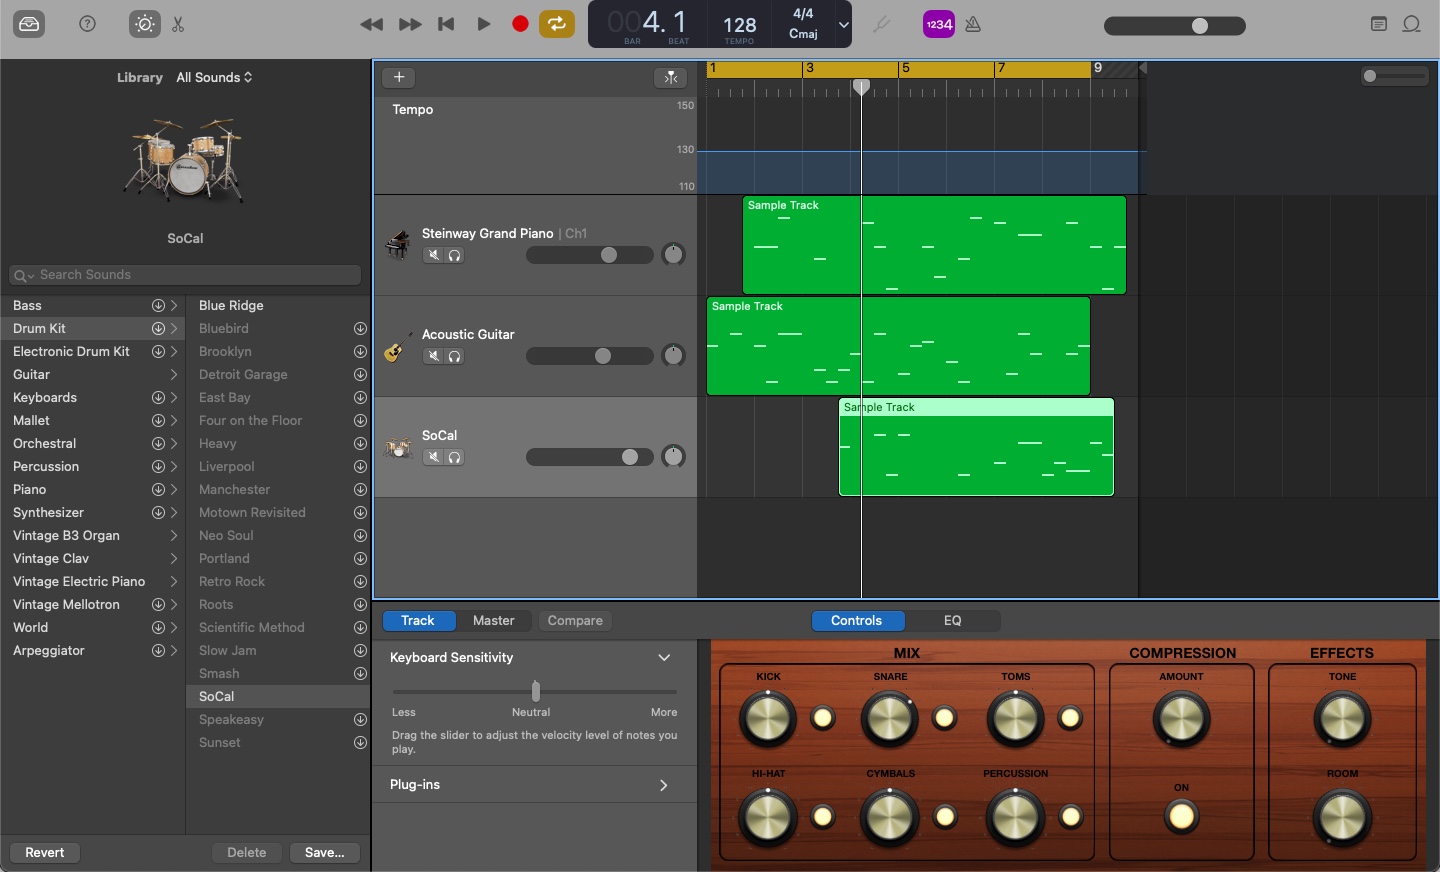 004. 1
BAR
BEAT
128
TEMPO
4/4
Cmaj
1234
Library
All Sounds
SoCal
Search Sounds
Bass
Drum Kit
Electronic Drum Kit
Guitar
Keyboards
Mallet
Orchestral
Percussion
Piano
Synthesizer
Vintage B3 Organ
Vintage Clav
Vintage Electric Piano
Vintage Mellotron
World
Arpeggiator
Blue Ridge
Bluebird
Brooklyn
Detroit Garage
East Bay
Four on the Floor
Heavy
Liverpool
Manchester
Motown Revisited
Neo Soul
Portland
Retro Rock
Roots
Scientific Method
Slow Jam
Smash
SoCal
Speakeasy
Sunset
Revert
Delete
Save...
1 3 5 7 9
Tempo
150
130
110
Steinway Grand Piano | Ch1
Sample Track
Acoustic Guitar
Sample Track
SoCal
Sample Track
Track
Master
Compare
Controls
EQ
Keyboard Sensitivity
Less
Neutral
More
Drag the slider to adjust the velocity level of notes you
play.
Plug-ins
MIX
KICK
SNARE
TOMS
HI-HAT
CYMBALS
PERCUSSION
COMPRESSION
AMOUNT
ON
EFFECTS
TONE
ROOM